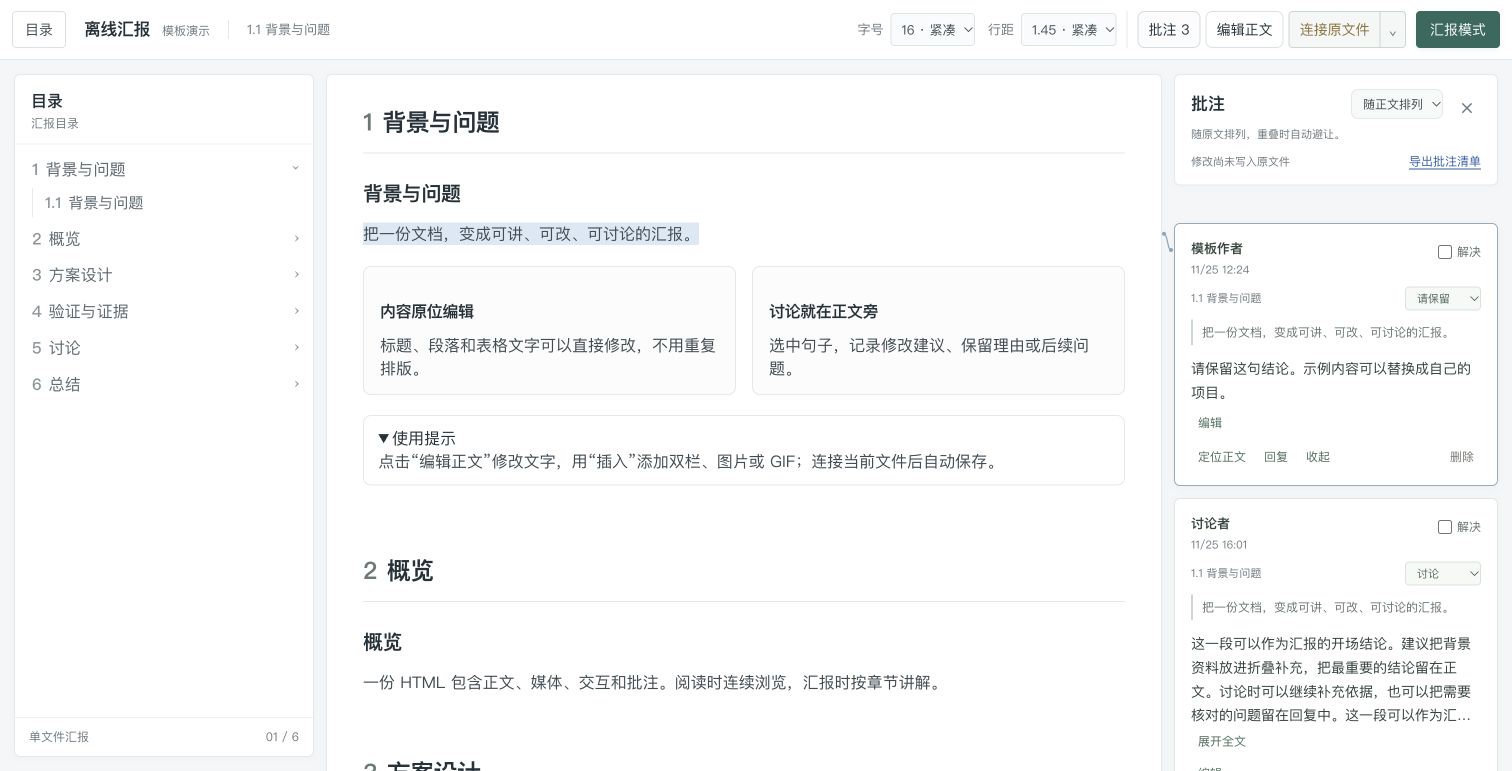 目录
离线汇报 模板演示
1.1 背景与问题
字号
16 · 紧凑
行距
1.45 · 紧凑
批注 3
编辑正文
连接原文件
汇报模式
目录
汇报目录
1 背景与问题
1.1 背景与问题
2 概览
3 方案设计
4 验证与证据
5 讨论
6 总结
单文件汇报
01 / 6
1 背景与问题
背景与问题
把一份文档，变成可讲、可改、可讨论的汇报。
内容原位编辑
标题、段落和表格文字可以直接修改，不用重复
排版。
讨论就在正文旁
选中句子，记录修改建议、保留理由或后续问
题。
▼使用提示
点击“编辑正文”修改文字，用“插入”添加双栏、图片或 GIF；连接当前文件后自动保存。
2 概览
概览
一份 HTML 包含正文、媒体、交互和批注。阅读时连续浏览，汇报时按章节讲解。
3 方案设计
批注
随正文排列
×
随原文排列，重叠时自动避让。
修改尚未写入原文件
导出批注清单
模板作者
解决
11/25 12:24
1.1 背景与问题
请保留
把一份文档，变成可讲、可改、可讨论的汇报。
请保留这句结论。示例内容可以替换成自己的
项目。
编辑
定位正文 回复 收起 删除
讨论者
解决
11/25 16:01
1.1 背景与问题
讨论
把一份文档，变成可讲、可改、可讨论的汇报。
这一段可以作为汇报的开场结论。建议把背景
资料放进折叠补充，把最重要的结论留在正
文。讨论时可以继续补充依据，也可以把需要
核对的问题留在回复中。这一段可以作为汇…
展开全文
编辑